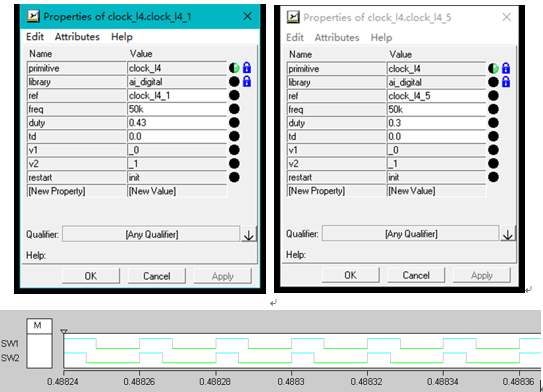 Properties of clock_l4.clock_l4_1
Edit Attributes Help
Name Value
primitive clock_l4
library ai_digital
ref clock_l4_1
freq 50k
duty 0.43
td 0.0
v1 _0
v2 _1
restart init
[New Property] [New Value]
Qualifier: [Any Qualifier]
Help:
OK Cancel Apply
Properties of clock_l4.clock_l4_5
Edit Attributes Help
Name Value
primitive clock_l4
library ai_digital
ref clock_l4_5
freq 50k
duty 0.3
td 0.0
v1 _0
v2 _1
restart init
[New Property] [New Value]
Qualifier: [Any Qualifier]
Help:
OK Cancel Apply
M
SW1
SW2
0.48824 0.48826 0.48828 0.4883 0.48832 0.48834 0.48836